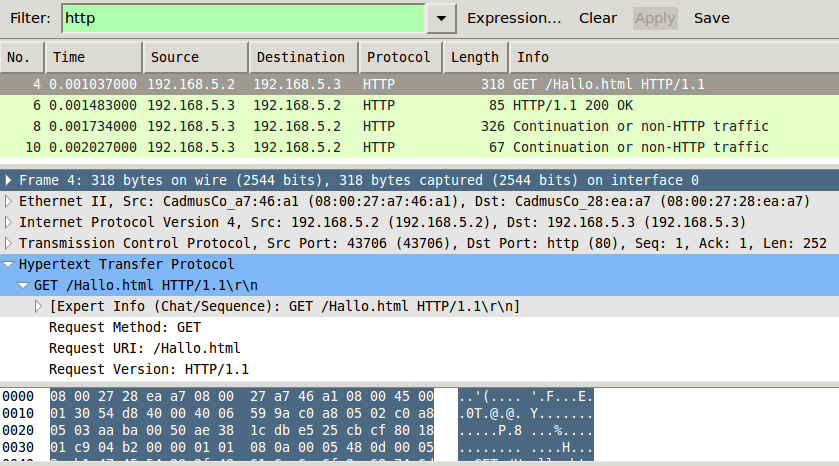 Filter: http Expression... Clear Apply Save
No. Time Source Destination Protocol Length Info
4 0.001037000 192.168.5.2 192.168.5.3 HTTP 318 GET /Hallo.html HTTP/1.1
6 0.001483000 192.168.5.3 192.168.5.2 HTTP 85 HTTP/1.1 200 OK
8 0.001734000 192.168.5.3 192.168.5.2 HTTP 326 Continuation or non-HTTP traffic
10 0.002027000 192.168.5.3 192.168.5.2 HTTP 67 Continuation or non-HTTP traffic
Frame 4: 318 bytes on wire (2544 bits), 318 bytes captured (2544 bits) on interface 0
Ethernet II, Src: CadmusCo_a7:46:a1 (08:00:27:a7:46:a1), Dst: CadmusCo_28:ea:a7 (08:00:27:28:ea:a7)
Internet Protocol Version 4, Src: 192.168.5.2 (192.168.5.2), Dst: 192.168.5.3 (192.168.5.3)
Transmission Control Protocol, Src Port: 43706 (43706), Dst Port: http (80), Seq: 1, Ack: 1, Len: 252
Hypertext Transfer Protocol
GET /Hallo.html HTTP/1.1\r\n
[Expert Info (Chat/Sequence): GET /Hallo.html HTTP/1.1\r\n]
Request Method: GET
Request URI: /Hallo.html
Request Version: HTTP/1.1
0000 08 00 27 28 ea a7 08 00 27 a7 46 a1 08 00 45 00 ..'(.... '.F...E.
0010 01 30 54 d8 40 00 40 06 59 9a c0 a8 05 02 c0 a8 .0T.@.@. Y.......
0020 05 03 aa ba 00 50 ae 38 1c db e5 25 cb cf 80 18 .....P.8 ...%....
0030 01 c9 04 b2 00 00 01 01 08 0a 00 05 48 0d 00 05 ........ ....H...